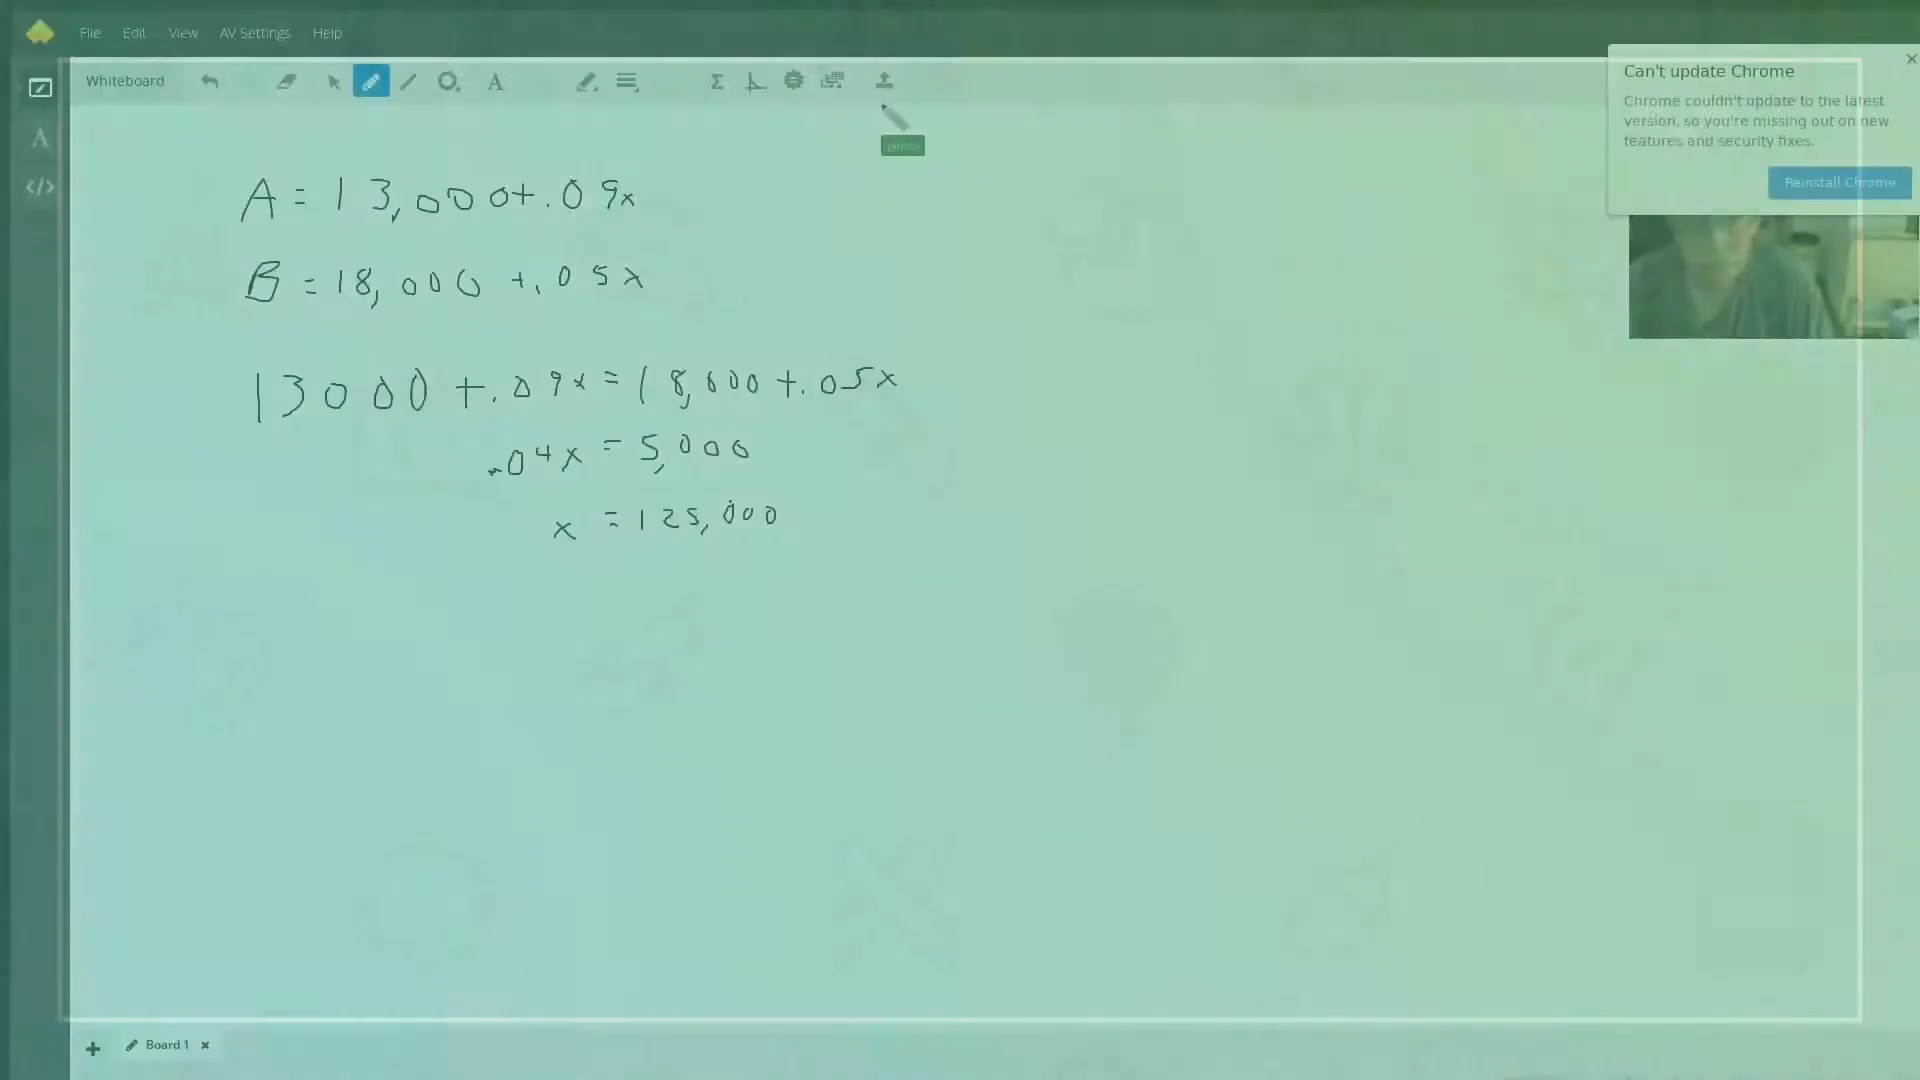 File Edit View AV Settings Help
Whiteboard
A
Σ
Can't update Chrome
Chrome couldn't update to the latest
version, so you're missing out on new
features and security fixes.
Reinstall Chrome
james
A
</>
A = 13,000+.09x
B = 18,000 +.05x
13000 +.09x = 18,000 +.05x
.04x = 5,000
x = 125,000
Board 1